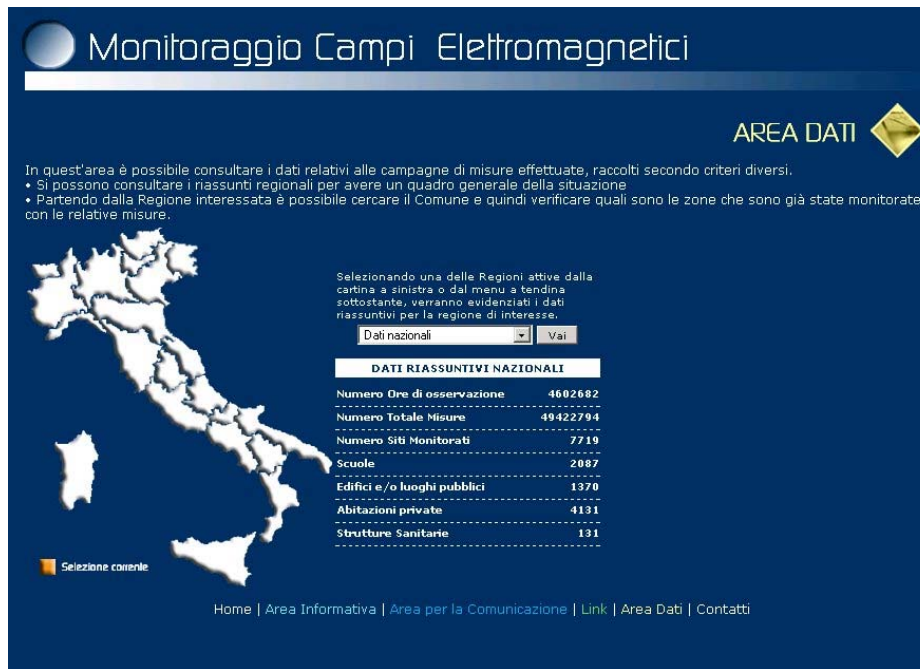 Monitoraggio Campi Elettromagnetici
AREA DATI
In quest'area è possibile consultare i dati relativi alle campagne di misure effettuate, raccolti secondo criteri diversi.
• Si possono consultare i riassunti regionali per avere un quadro generale della situazione
• Partendo dalla Regione interessata è possibile cercare il Comune e quindi verificare quali sono le zone che sono già state monitorate
con le relative misure.
Selezionando una delle Regioni attive dalla
cartina a sinistra o dal menu a tendina
sottostante, verranno evidenziati i dati
riassuntivi per la regione di interesse.
Dati nazionali Vai
DATI RIASSUNTIVI NAZIONALI
Numero Ore di osservazione 4602682
Numero Totale Misure 49422794
Numero Siti Monitorati 7719
Scuole 2087
Edifici e/o luoghi pubblici 1370
Abitazioni private 4131
Strutture Sanitarie 131
Selezione corrente
Home | Area Informativa | Area per la Comunicazione | Link | Area Dati | Contatti